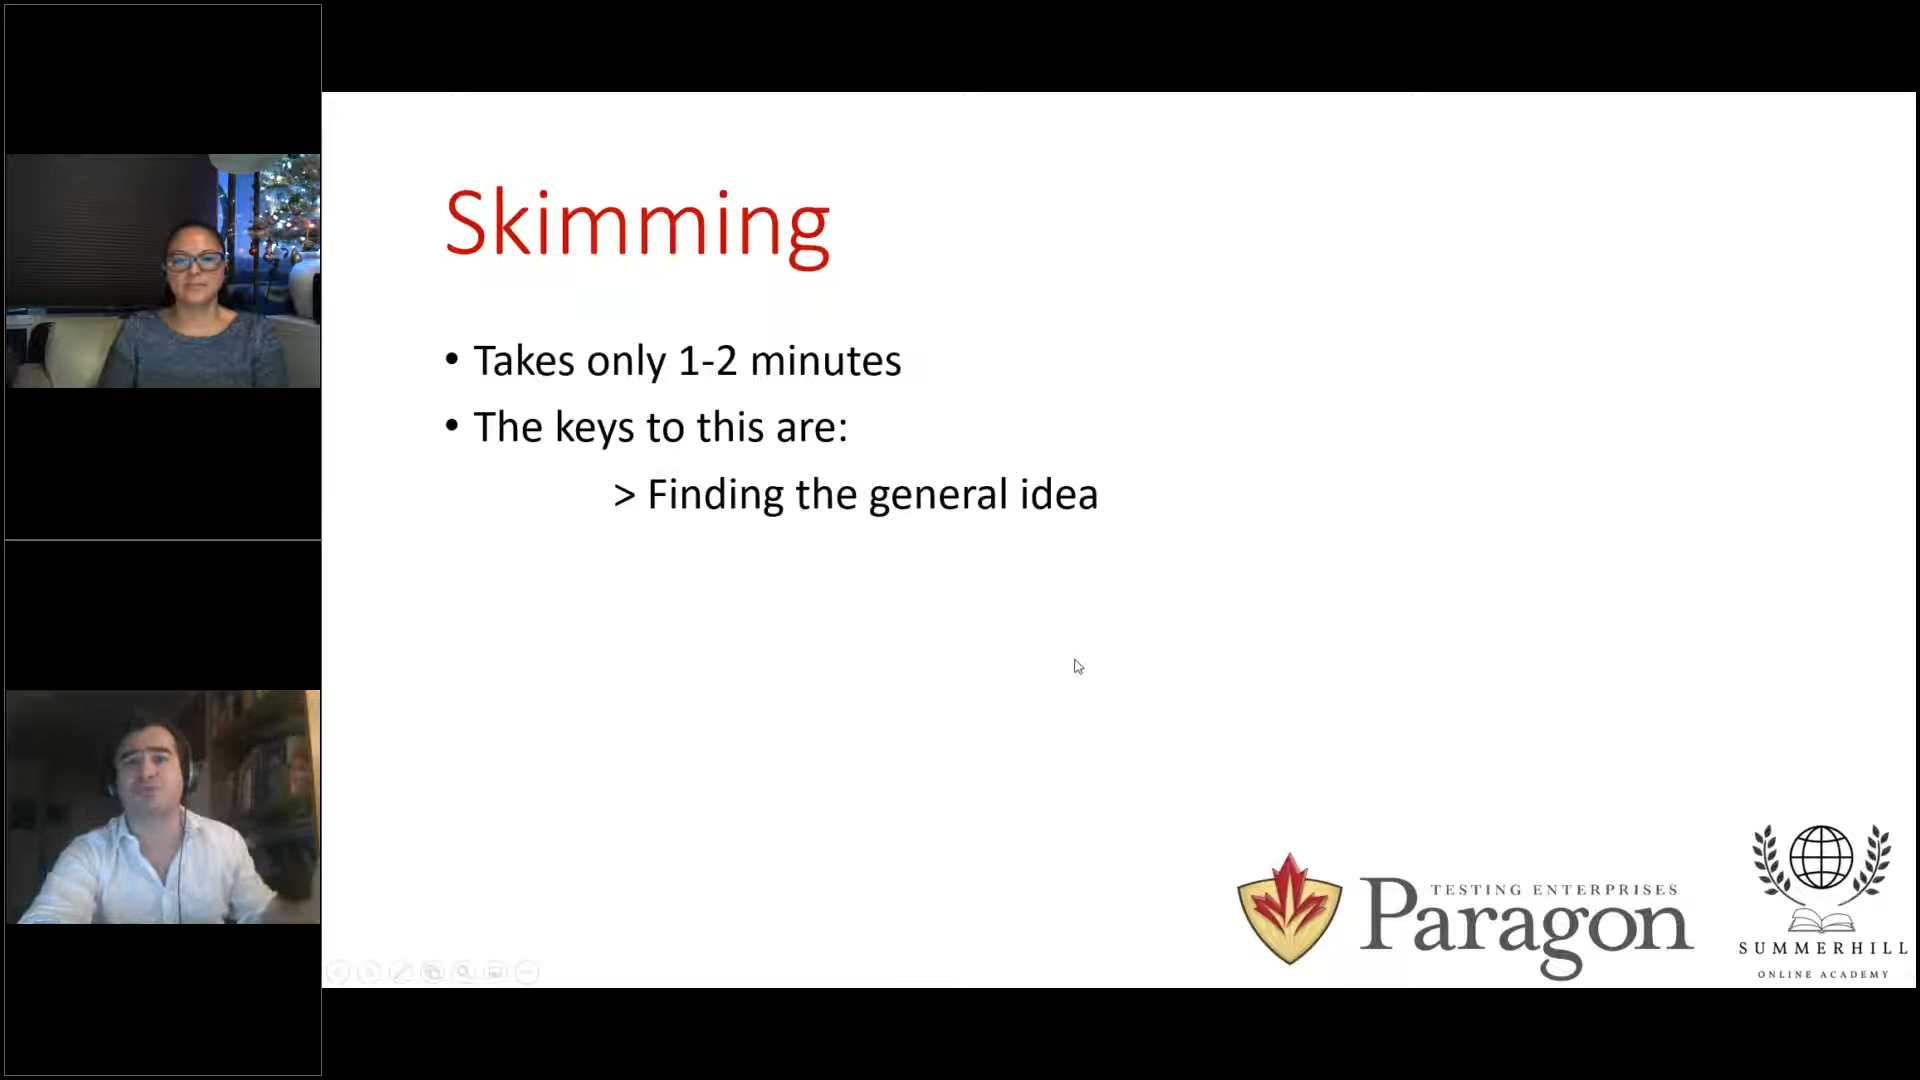 Skimming
• Takes only 1-2 minutes
• The keys to this are:
> Finding the general idea
TESTING ENTERPRISES
Paragon
SUMMERHILL
ONLINE ACADEMY